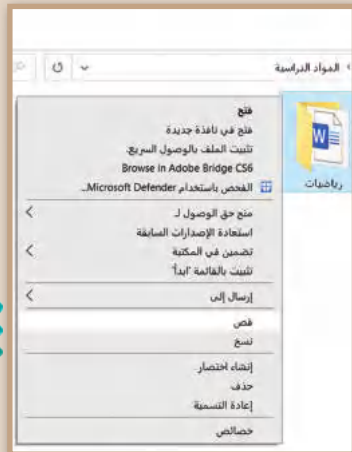 المواد الدراسية
رياضيات
فتح
فتح في نافذة جديدة
تثبيت الملف بالوصول السريع.
Browse in Adobe Bridge CS6
الفحص باستخدام Microsoft Defender...
منح حق الوصول لـ
استعادة الإصدارات السابقة
تضمين في المكتبة
تثبيت بالقائمة "ابدأ"
إرسال إلى
قص
نسخ
إنشاء اختصار
حذف
إعادة التسمية
خصائص